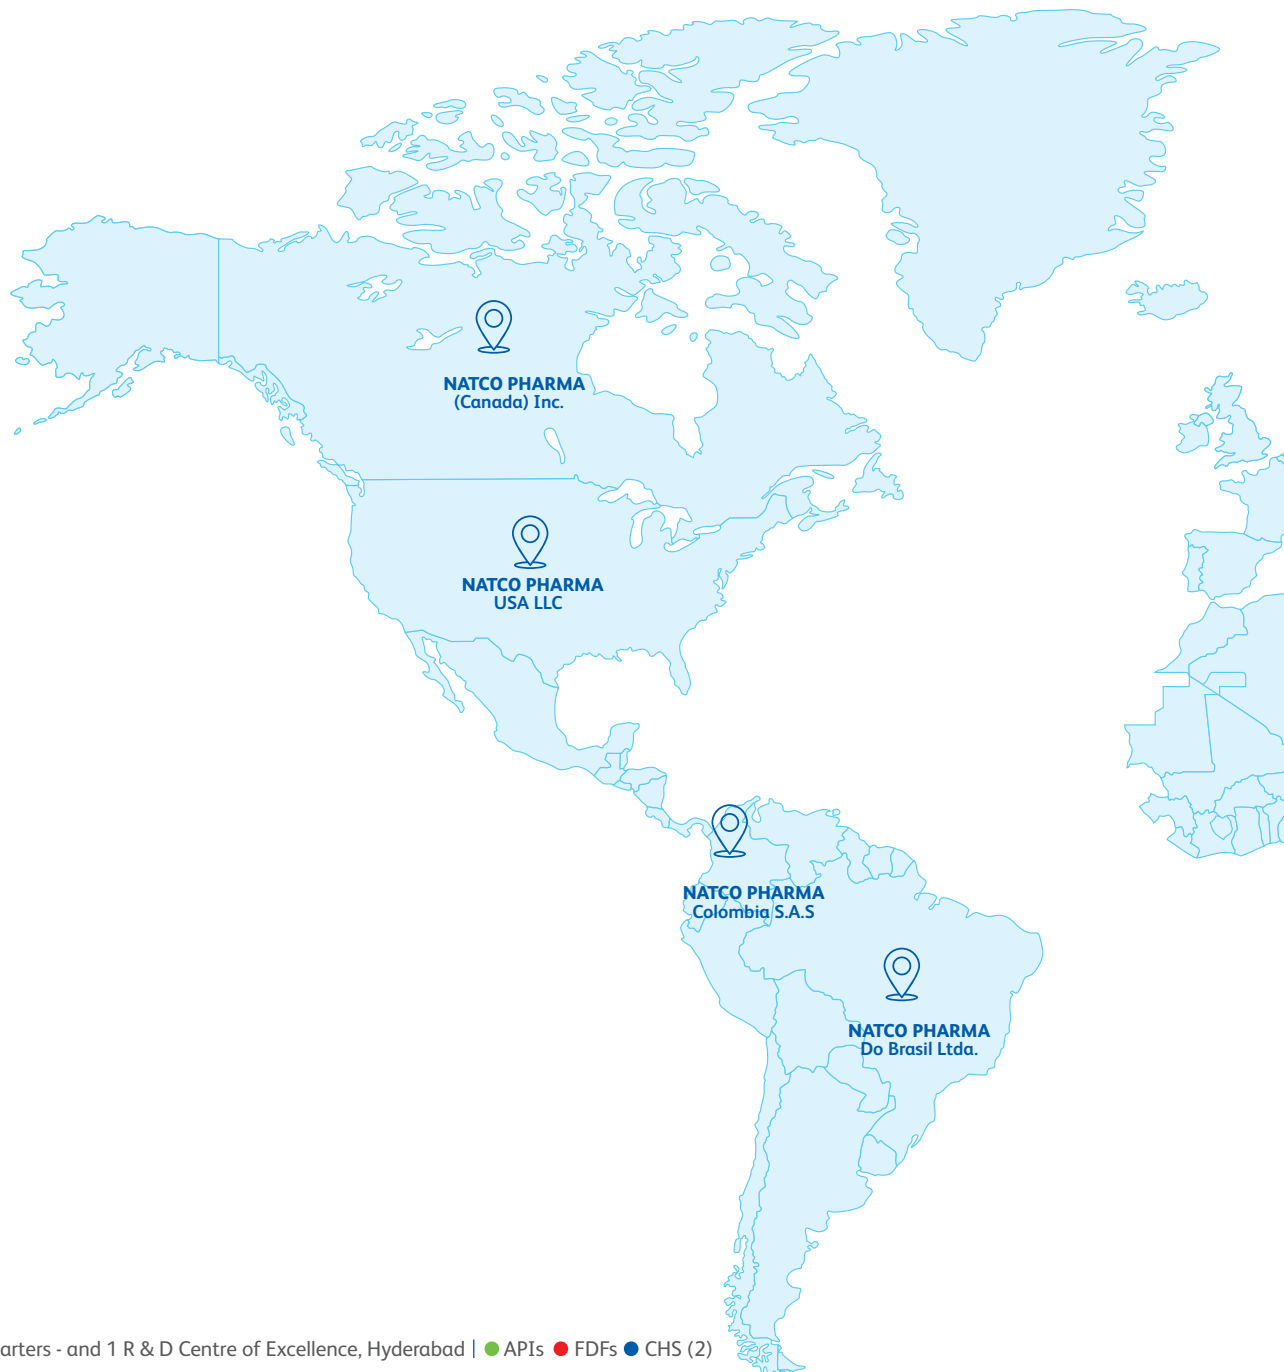 NATCO PHARMA
(Canada) Inc.
NATCO PHARMA
USA LLC
NATCO PHARMA
Colombia S.A.S
NATCO PHARMA
Do Brasil Ltda.
arters - and 1 R & D Centre of Excellence, Hyderabad | APIs FDFs CHS (2)